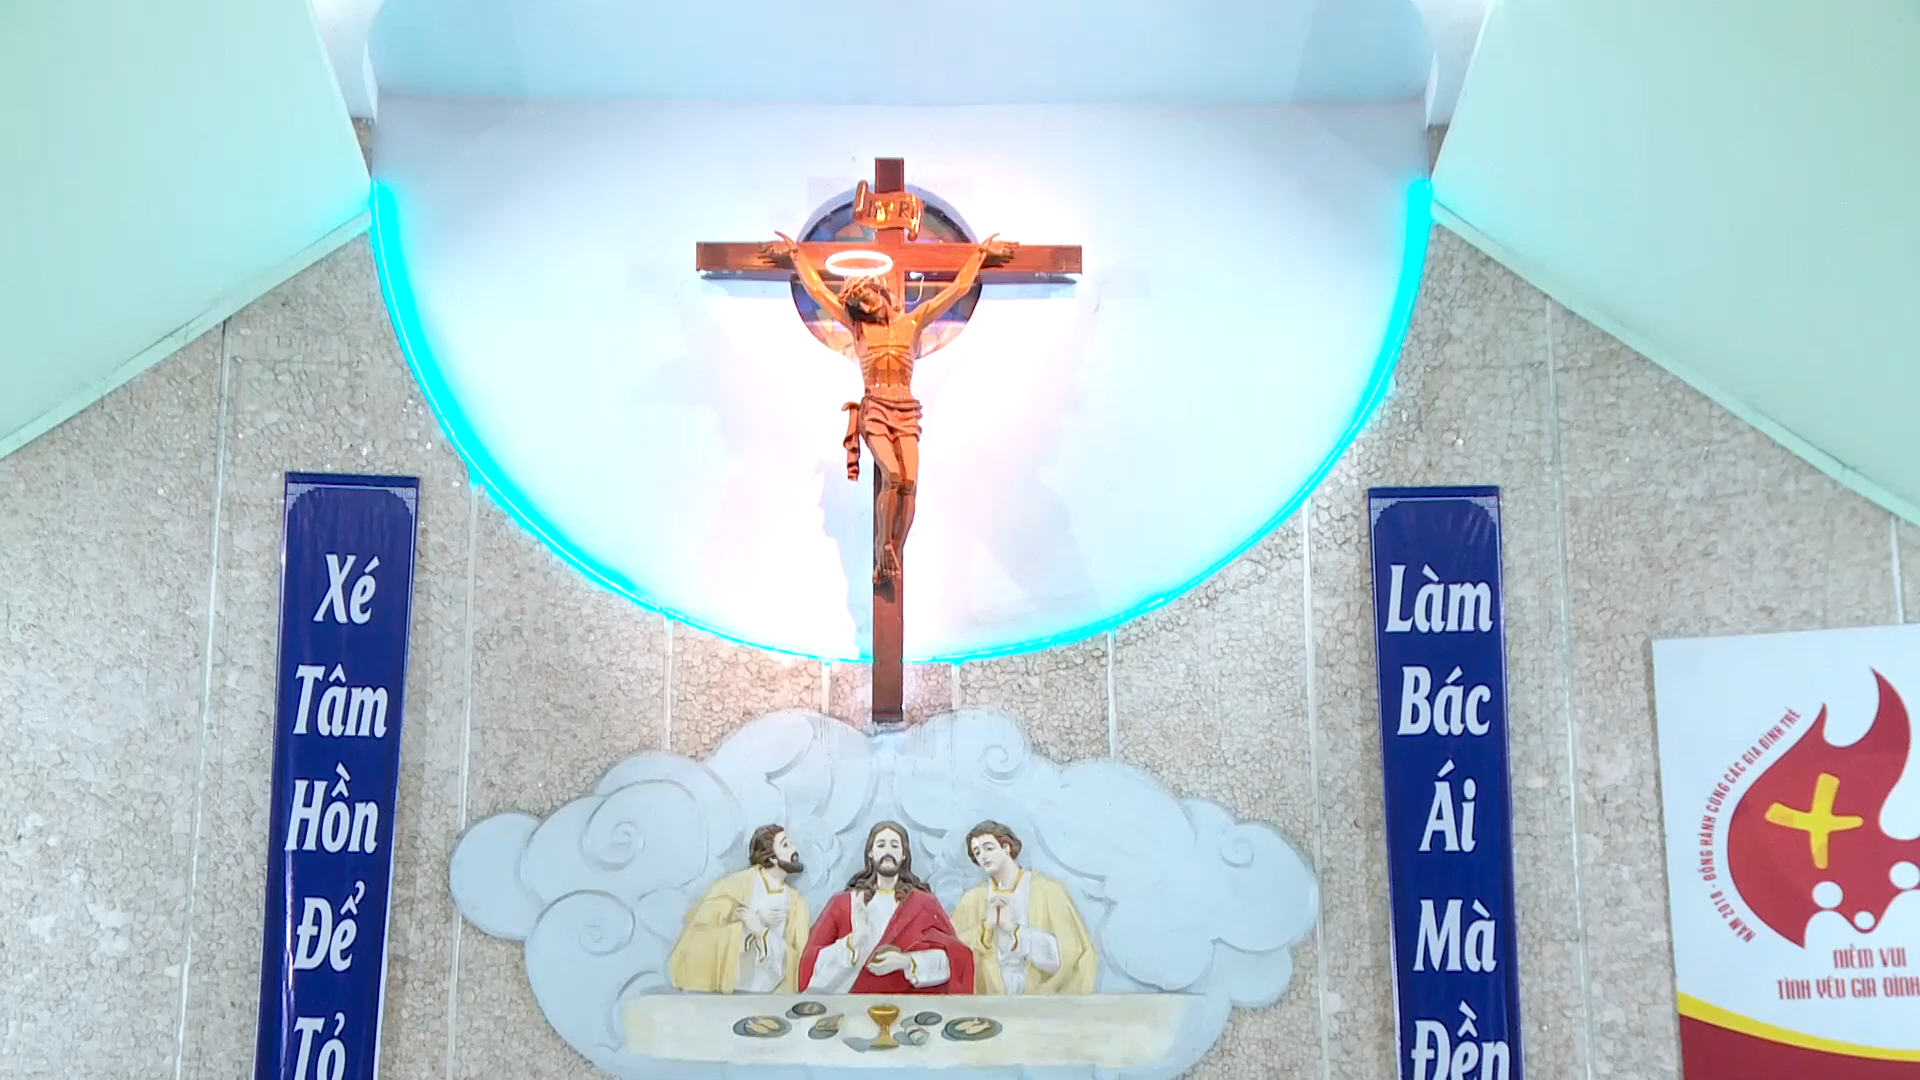 INRI
Xé
Tâm
Hồn
Để
Tỏ
Làm
Bác
Ái
Mà
Đền
NĂM 2018 - ĐỒNG HÀNH CÙNG CÁC GIA ĐÌNH TRẺ
NIỀM VUI
TÌNH YÊU GIA ĐÌNH